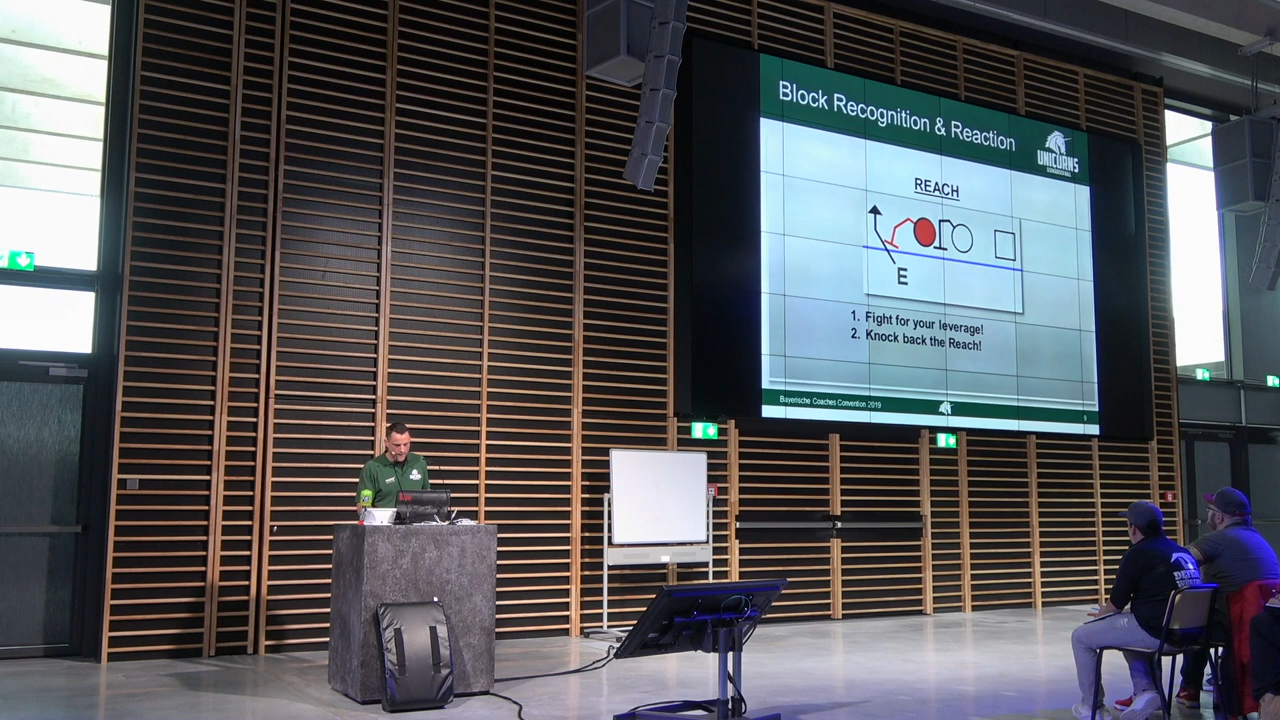 Block Recognition & Reaction
UNICORNS
REACH
E
1. Fight for your leverage!
2. Knock back the Reach!
Bayerische Coaches Convention 2019
9